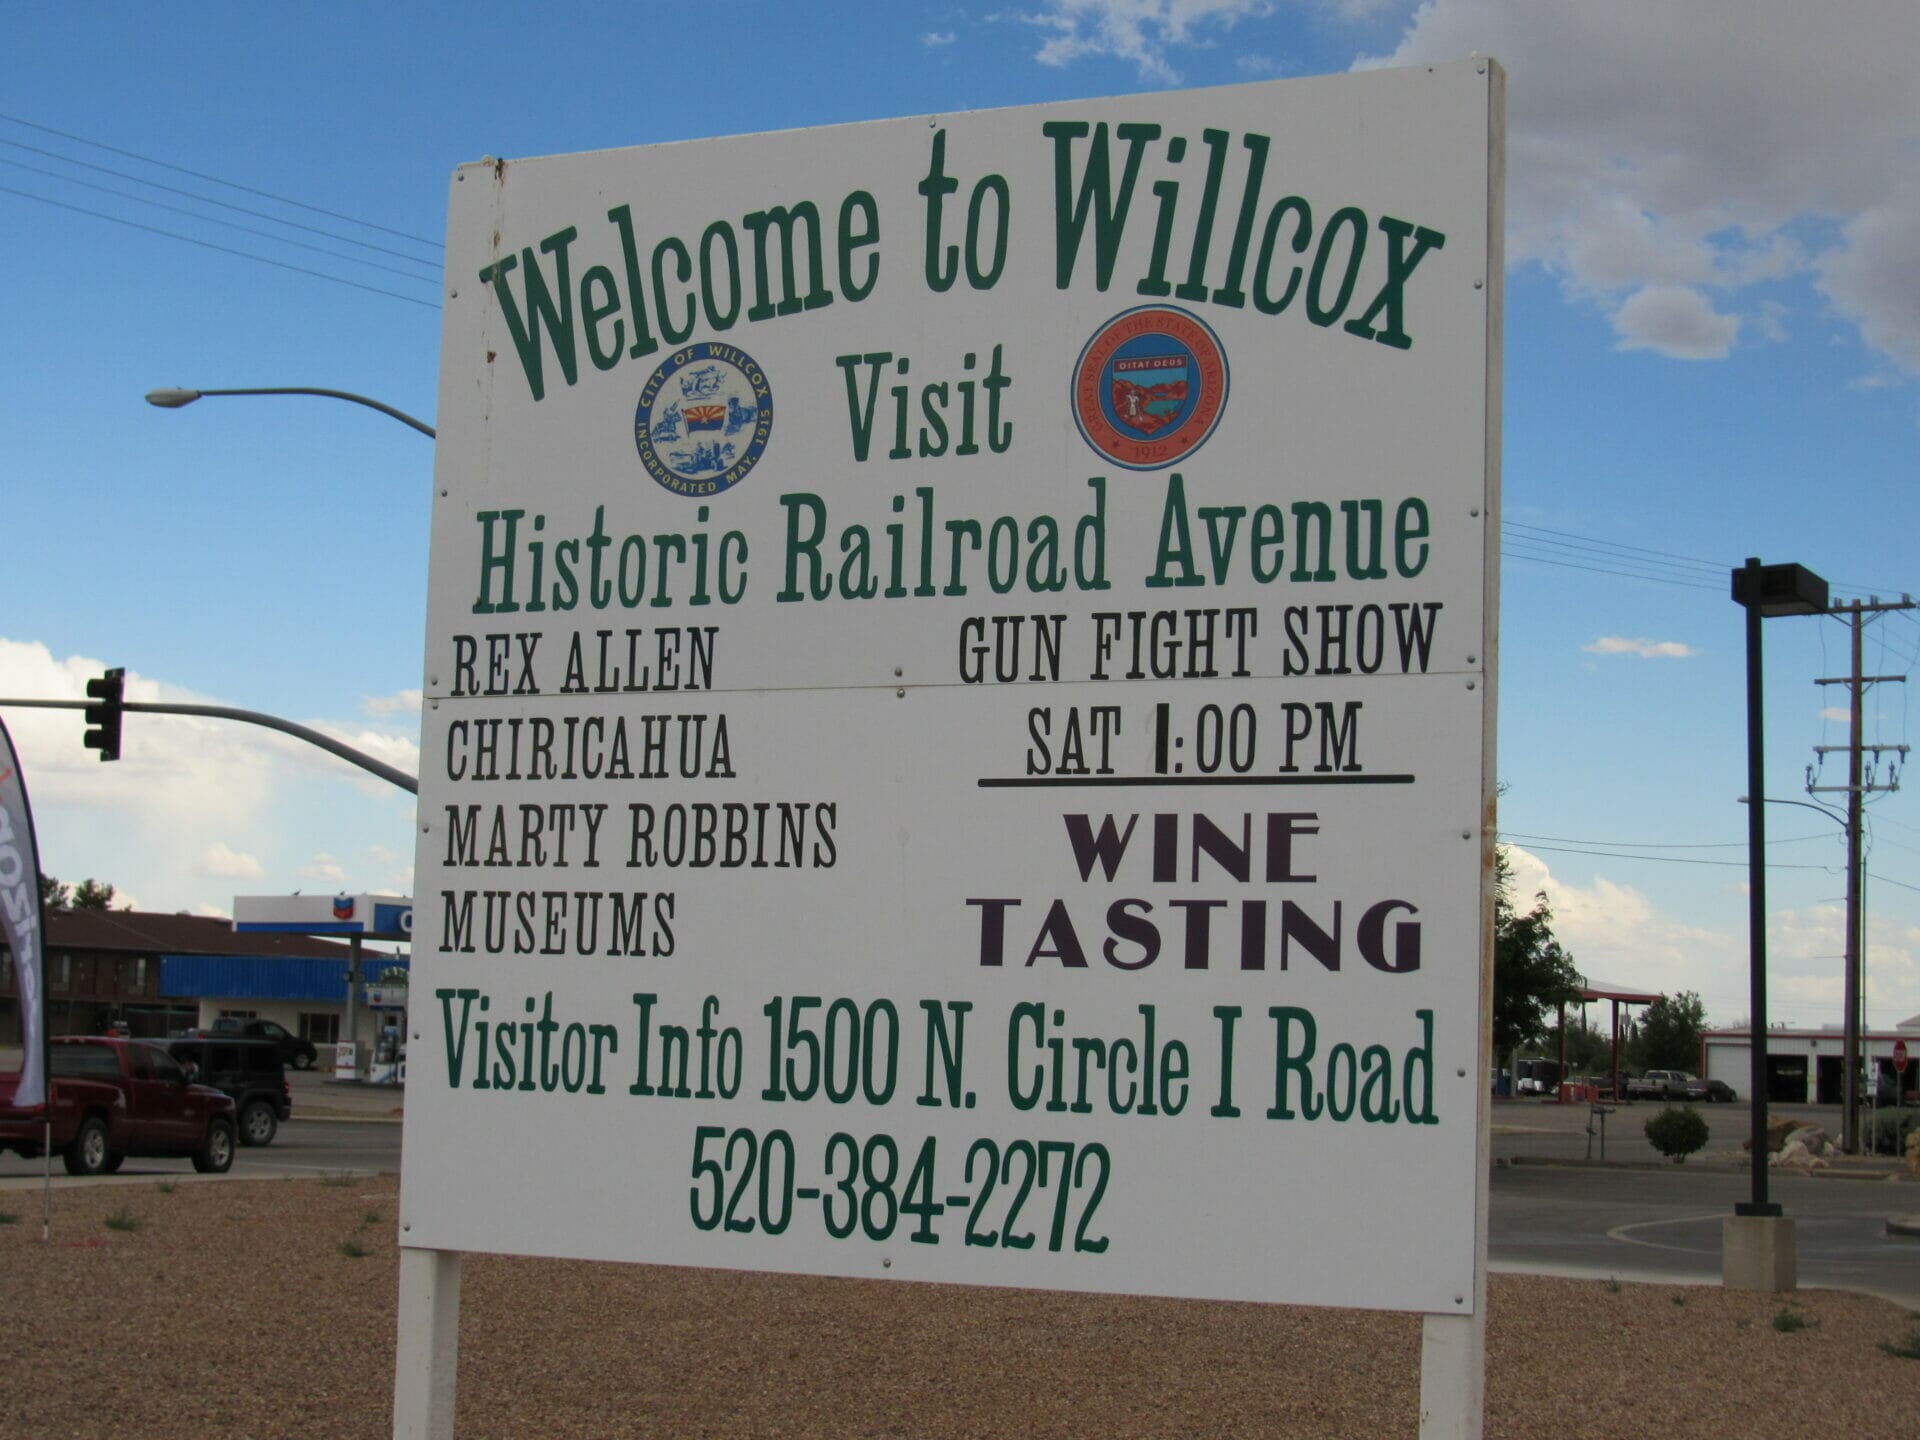 Welcome to Willcox
CITY OF WILLCOX
INCORPORATED MAY, 1915
Visit
GREAT SEAL OF THE STATE OF ARIZONA
DITAT DEUS
1912
Historic Railroad Avenue
REX ALLEN
CHIRICAHUA
MARTY ROBBINS
MUSEUMS
GUN FIGHT SHOW
SAT 1:00 PM
WINE
TASTING
Visitor Info 1500 N. Circle I Road
520-384-2272